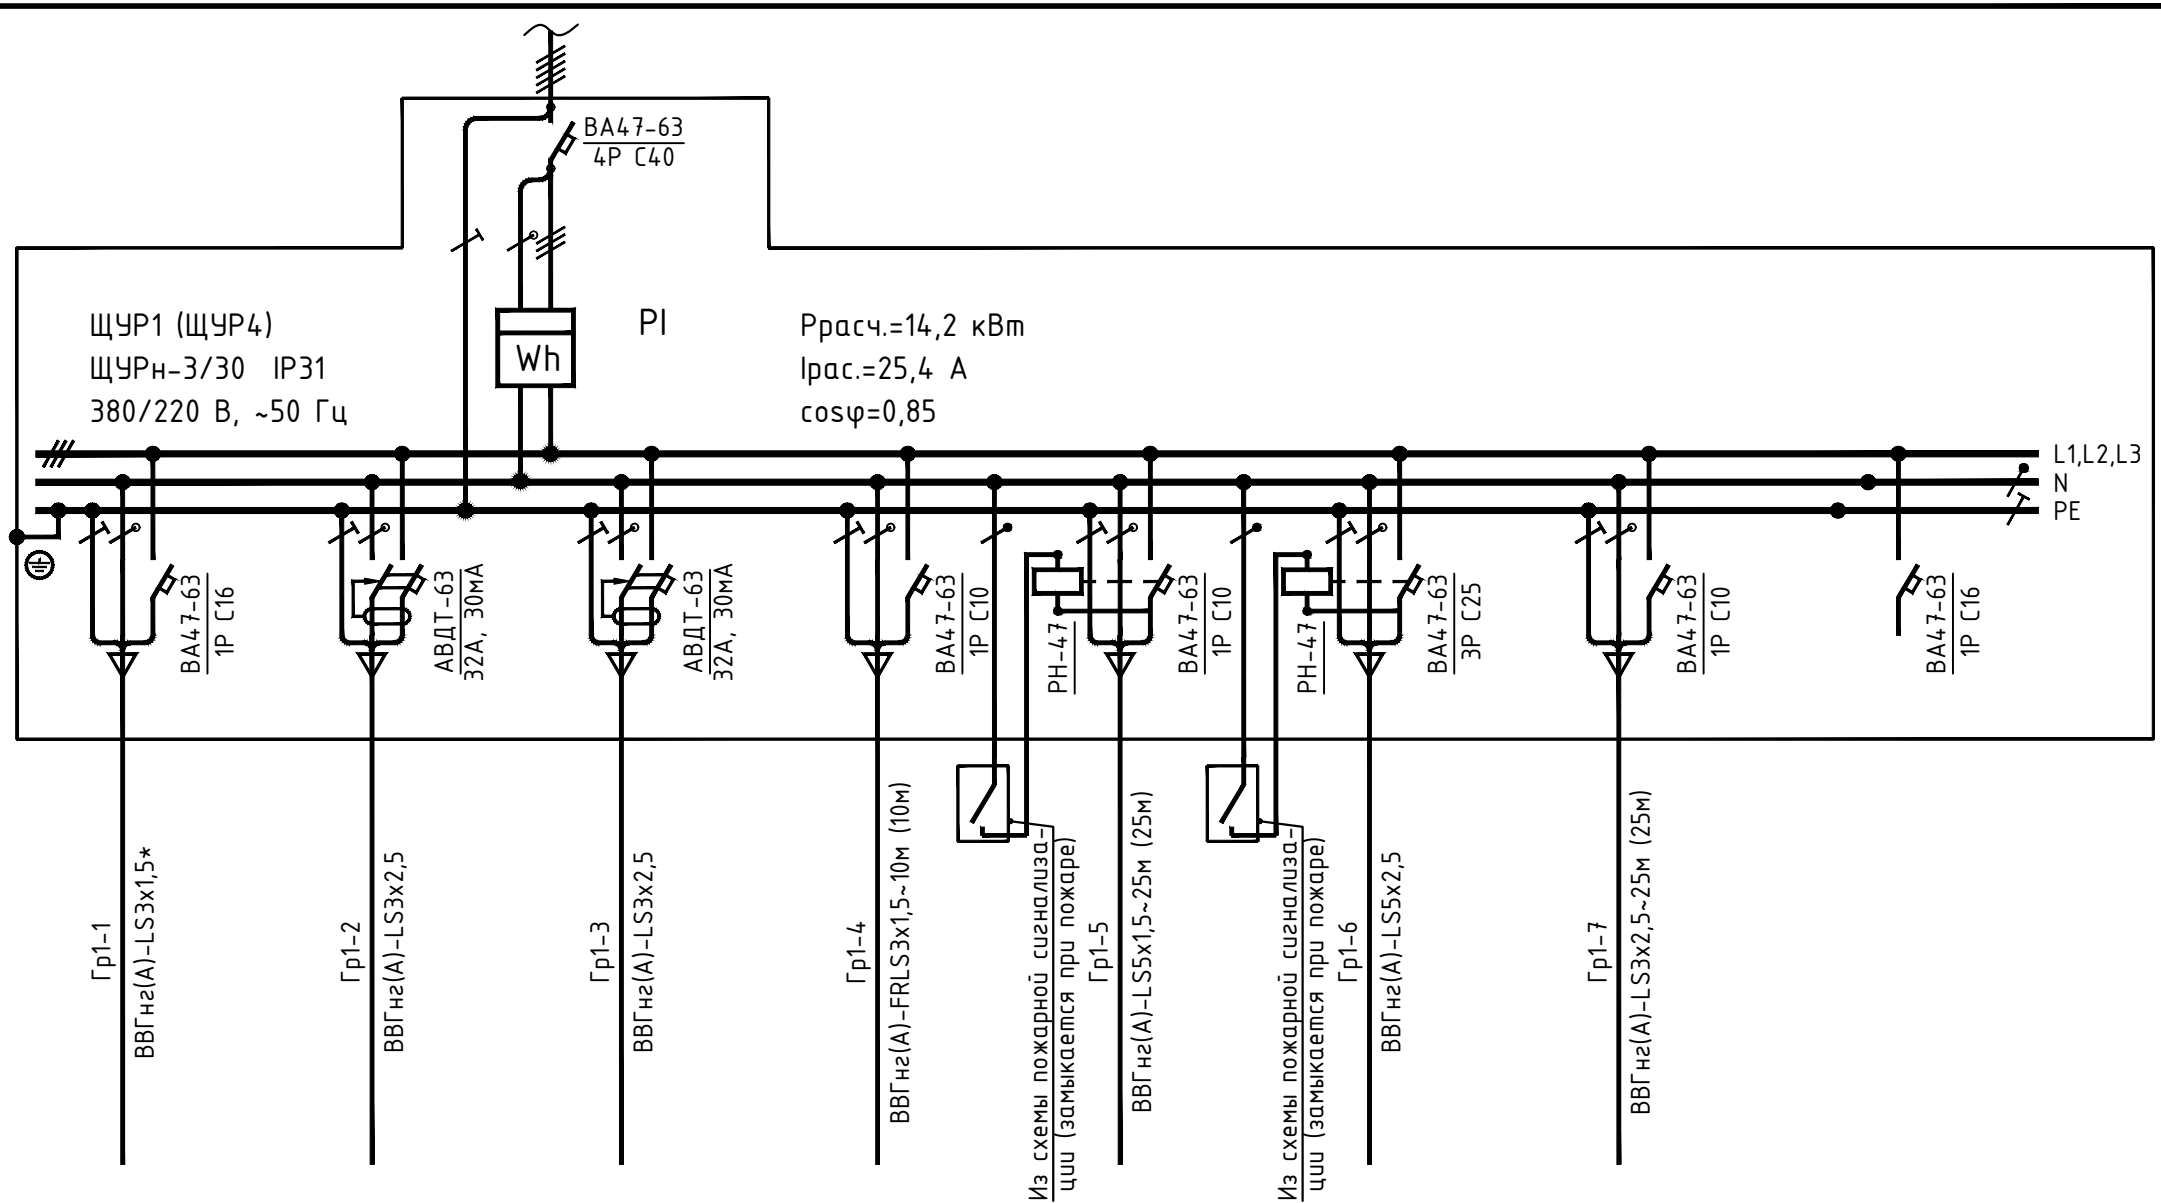 ВА47-63
4Р С40
ЩУР1 (ЩУР4)
ЩУРн-3/30 IP31
380/220 В, ~50 Гц
Wh
PI
Ррасч.=14,2 кВт
Iрас.=25,4 А
cosφ=0,85
L1,L2,L3
N
PE
ВА47-63
1Р С16
АВДТ-63
32А, 30мА
АВДТ-63
32А, 30мА
ВА47-63
1Р С10
РН-47
ВА47-63
1Р С10
РН-47
ВА47-63
3Р С25
ВА47-63
1Р С10
ВА47-63
1Р С16
Гр1-1
ВВГнг(А)-LS3х1,5*
Гр1-2
ВВГнг(А)-LS3х2,5
Гр1-3
ВВГнг(А)-LS3х2,5
Гр1-4
ВВГнг(А)-FRLS3х1,5~10м (10м)
Из схемы пожарной сигнализа-
ции (замыкается при пожаре)
Гр1-5
ВВГнг(А)-LS5х1,5~25м (25м)
Из схемы пожарной сигнализа-
ции (замыкается при пожаре)
Гр1-6
ВВГнг(А)-LS5х2,5
Гр1-7
ВВГнг(А)-LS3х2,5~25м (25м)